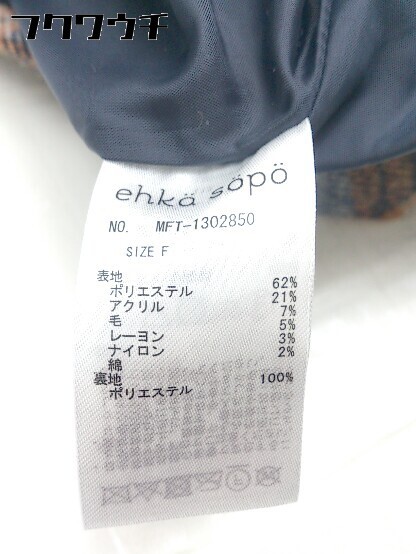 フクワウチ
ehkä söpö
NO. MFT-1302850
SIZE F
表地
ポリエステル 62%
アクリル 21%
毛 7%
レーヨン 5%
ナイロン 3%
綿 2%
裏地
ポリエステル 100%